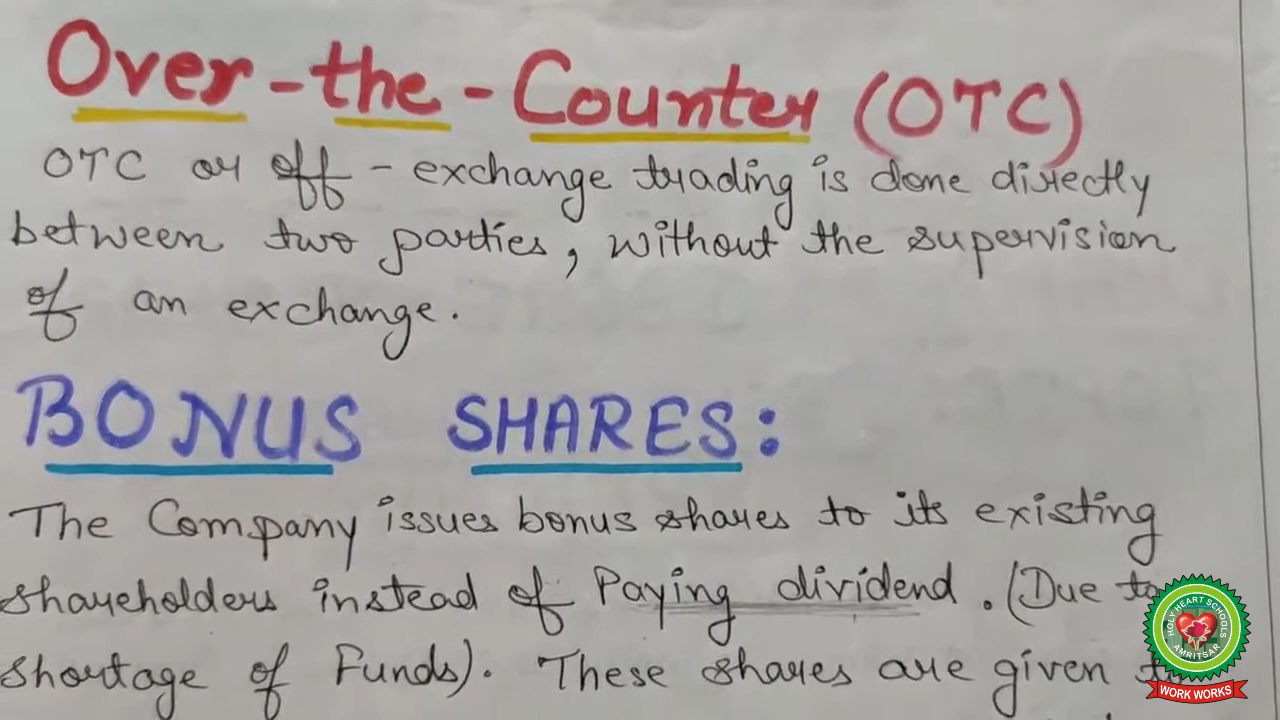 Over-the-Counter (OTC)
OTC or off-exchange trading is done directly
between two parties, without the supervision
of an exchange.
BONUS SHARES:
The Company issues bonus shares to its existing
shareholders instead of Paying dividend. (Due to
shortage of Funds). These shares are given
HOLY HEART SCHOOLS
AMRITSAR
WORK WORKS